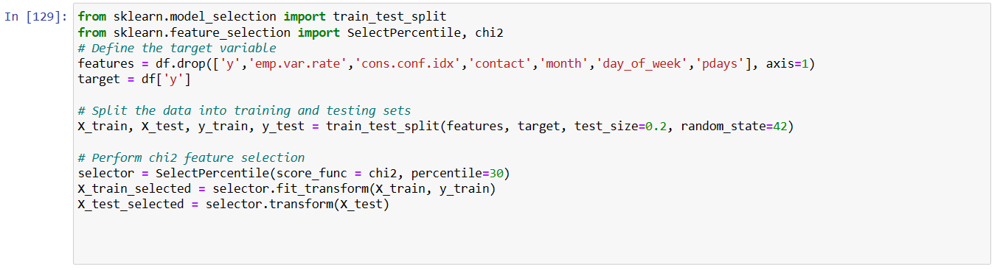 In [129]: from sklearn.model_selection import train_test_split
from sklearn.feature_selection import SelectPercentile, chi2
# Define the target variable
features = df.drop(['y','emp.var.rate','cons.conf.idx','contact','month','day_of_week','pdays'], axis=1)
target = df['y']
# Split the data into training and testing sets
X_train, X_test, y_train, y_test = train_test_split(features, target, test_size=0.2, random_state=42)
# Perform chi2 feature selection
selector = SelectPercentile(score_func = chi2, percentile=30)
X_train_selected = selector.fit_transform(X_train, y_train)
X_test_selected = selector.transform(X_test)